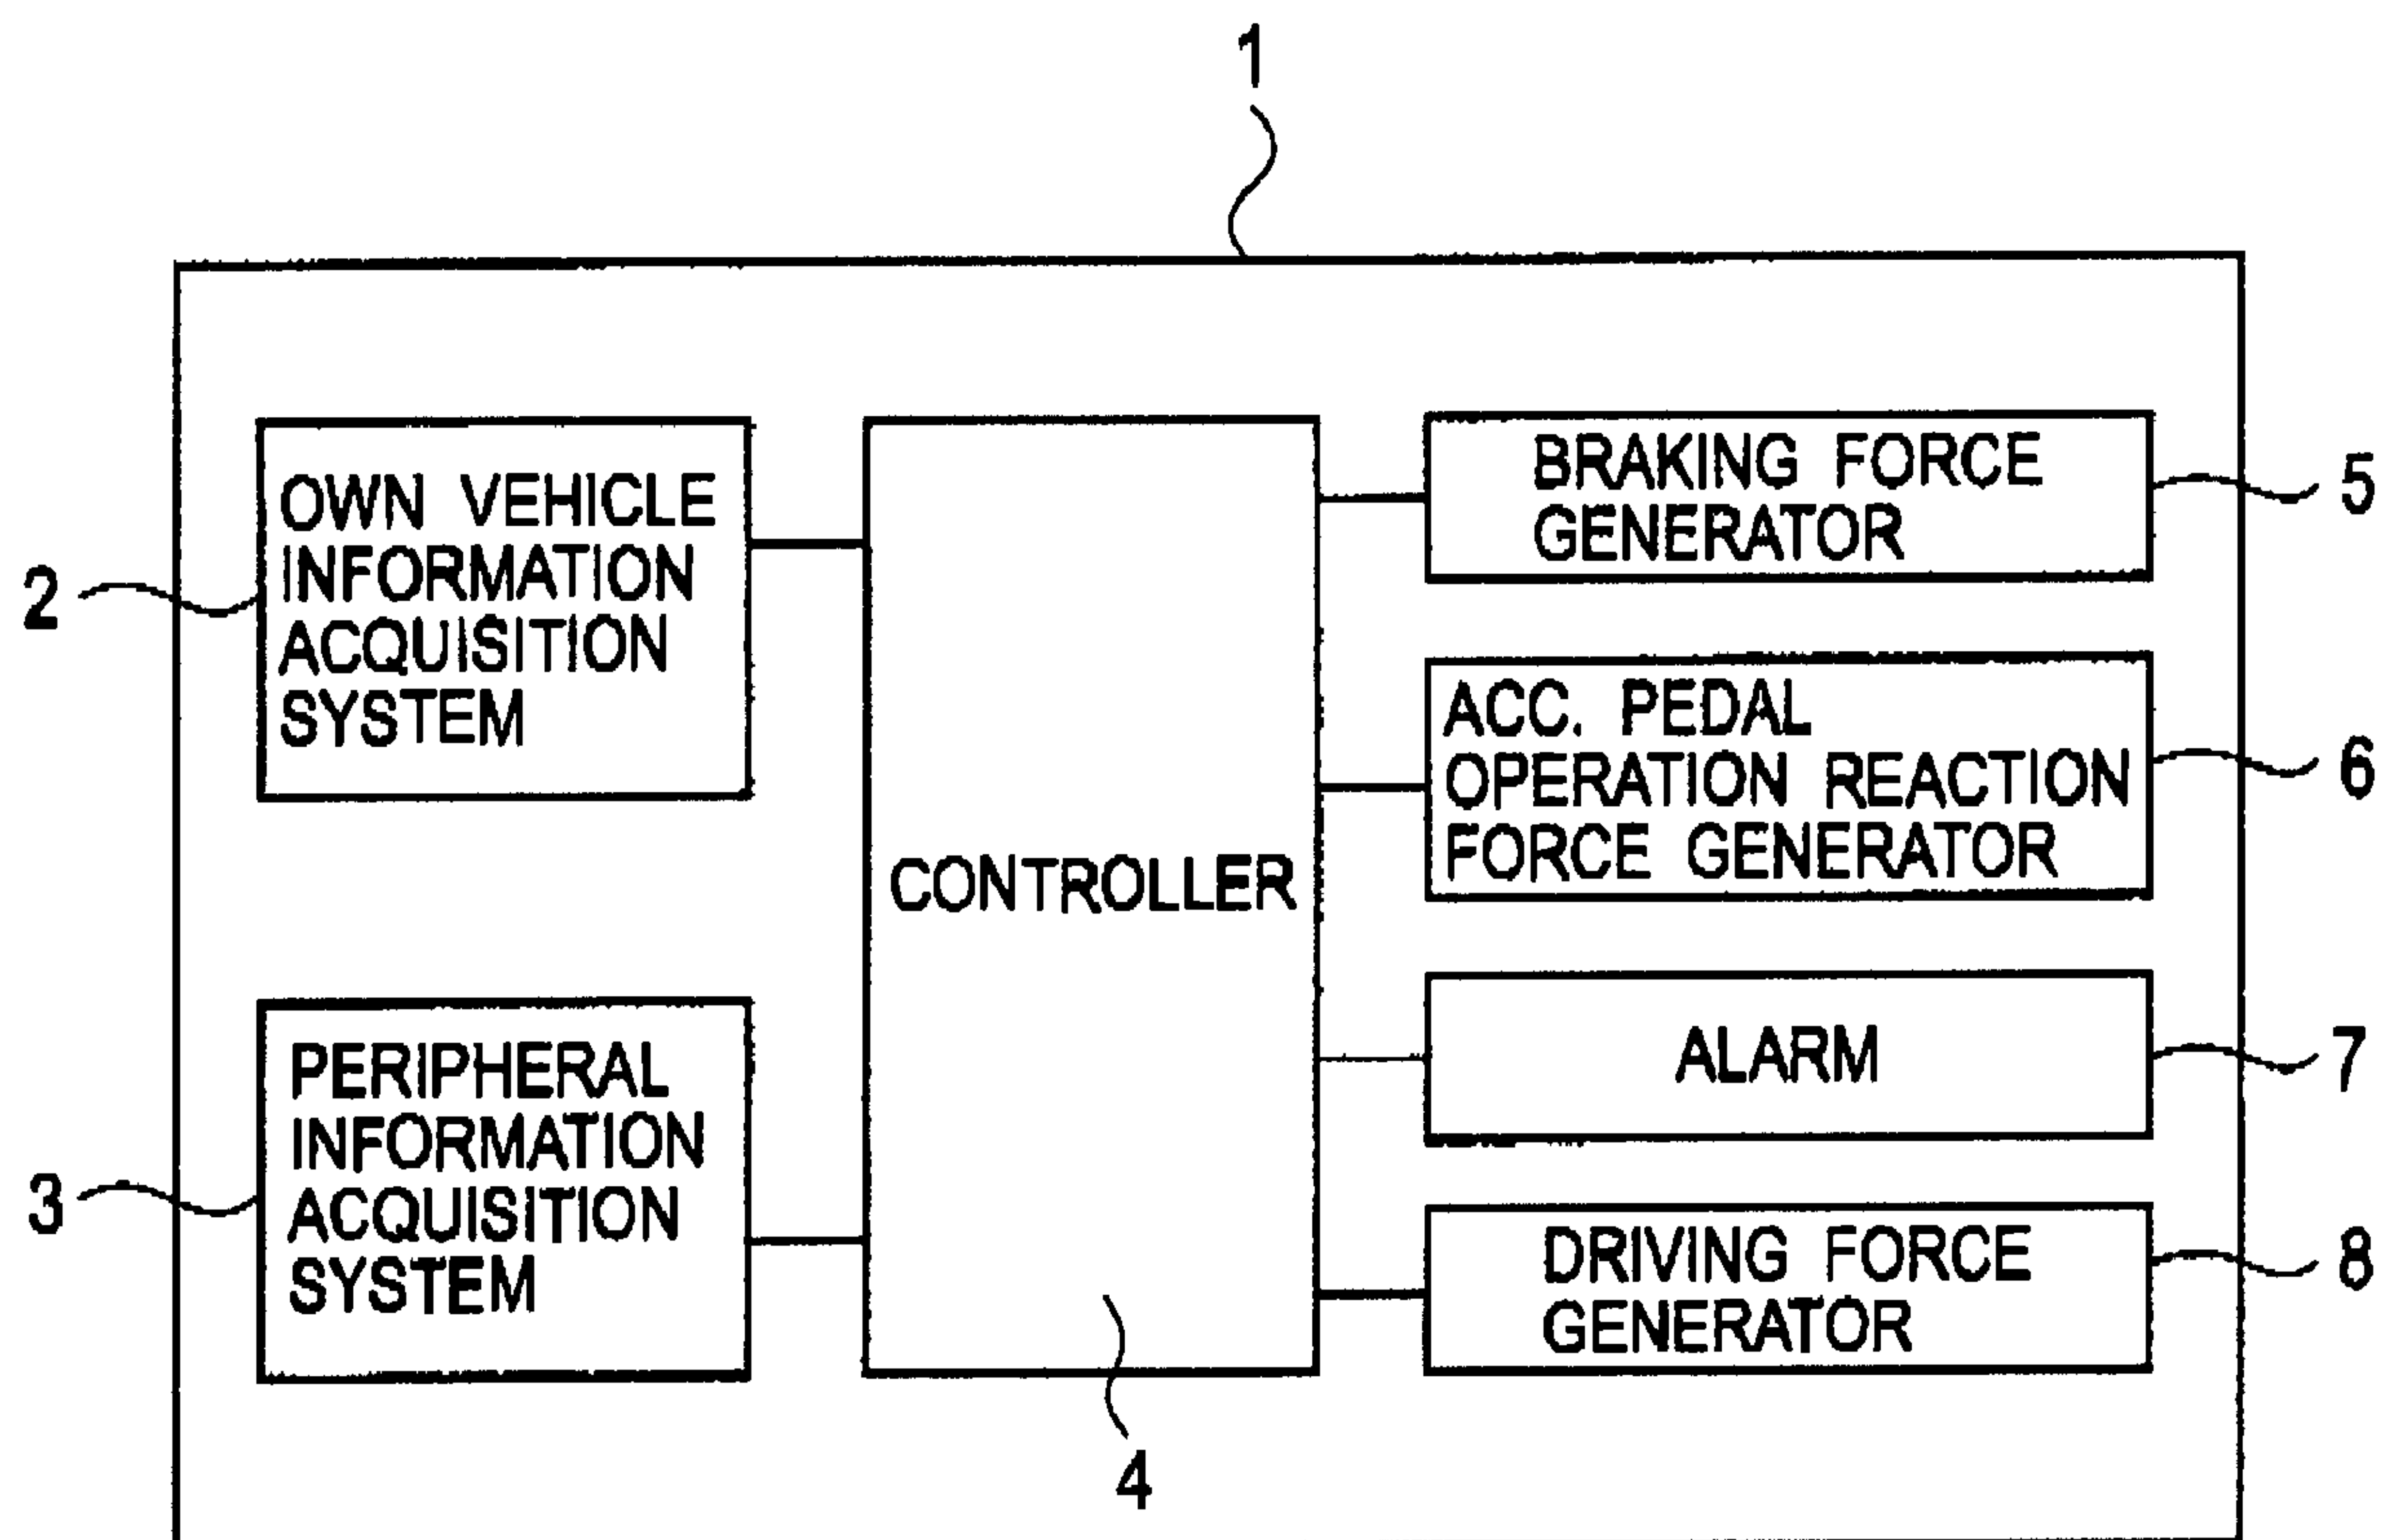 1
OWN VEHICLE
INFORMATION
ACQUISITION
SYSTEM
2
PERIPHERAL
INFORMATION
ACQUISITION
SYSTEM
3
CONTROLLER
4
BRAKING FORCE
GENERATOR
5
ACC. PEDAL
OPERATION REACTION
FORCE GENERATOR
6
ALARM
7
DRIVING FORCE
GENERATOR
8